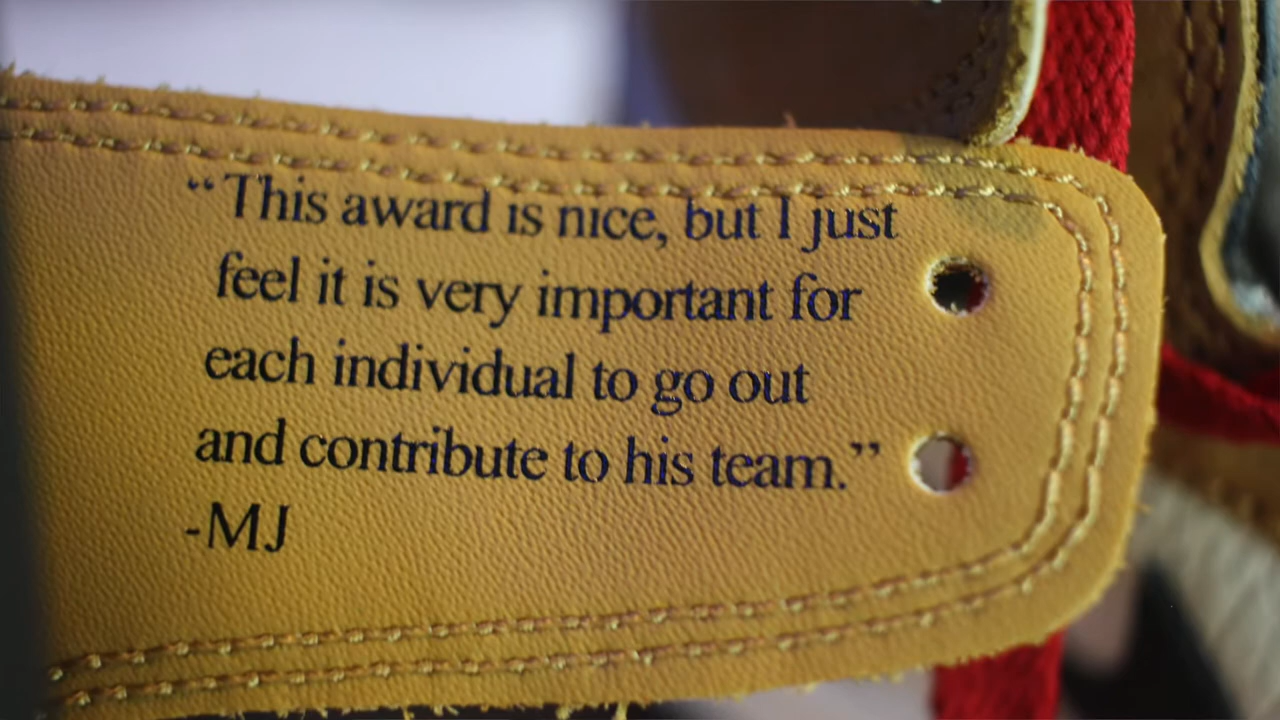 “This award is nice, but I just
feel it is very important for
each individual to go out
and contribute to his team.”
-MJ